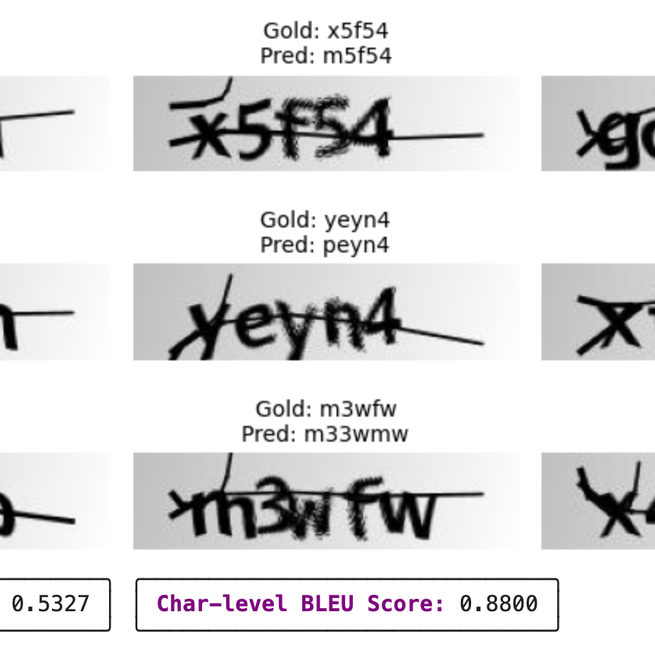 Gold: x5f54
Pred: m5f54
x5f54
Gold: yeyn4
Pred: peyn4
yeyn4
Gold: m3wfw
Pred: m33wmw
m3wfw
0.5327
Char-level BLEU Score: 0.8800